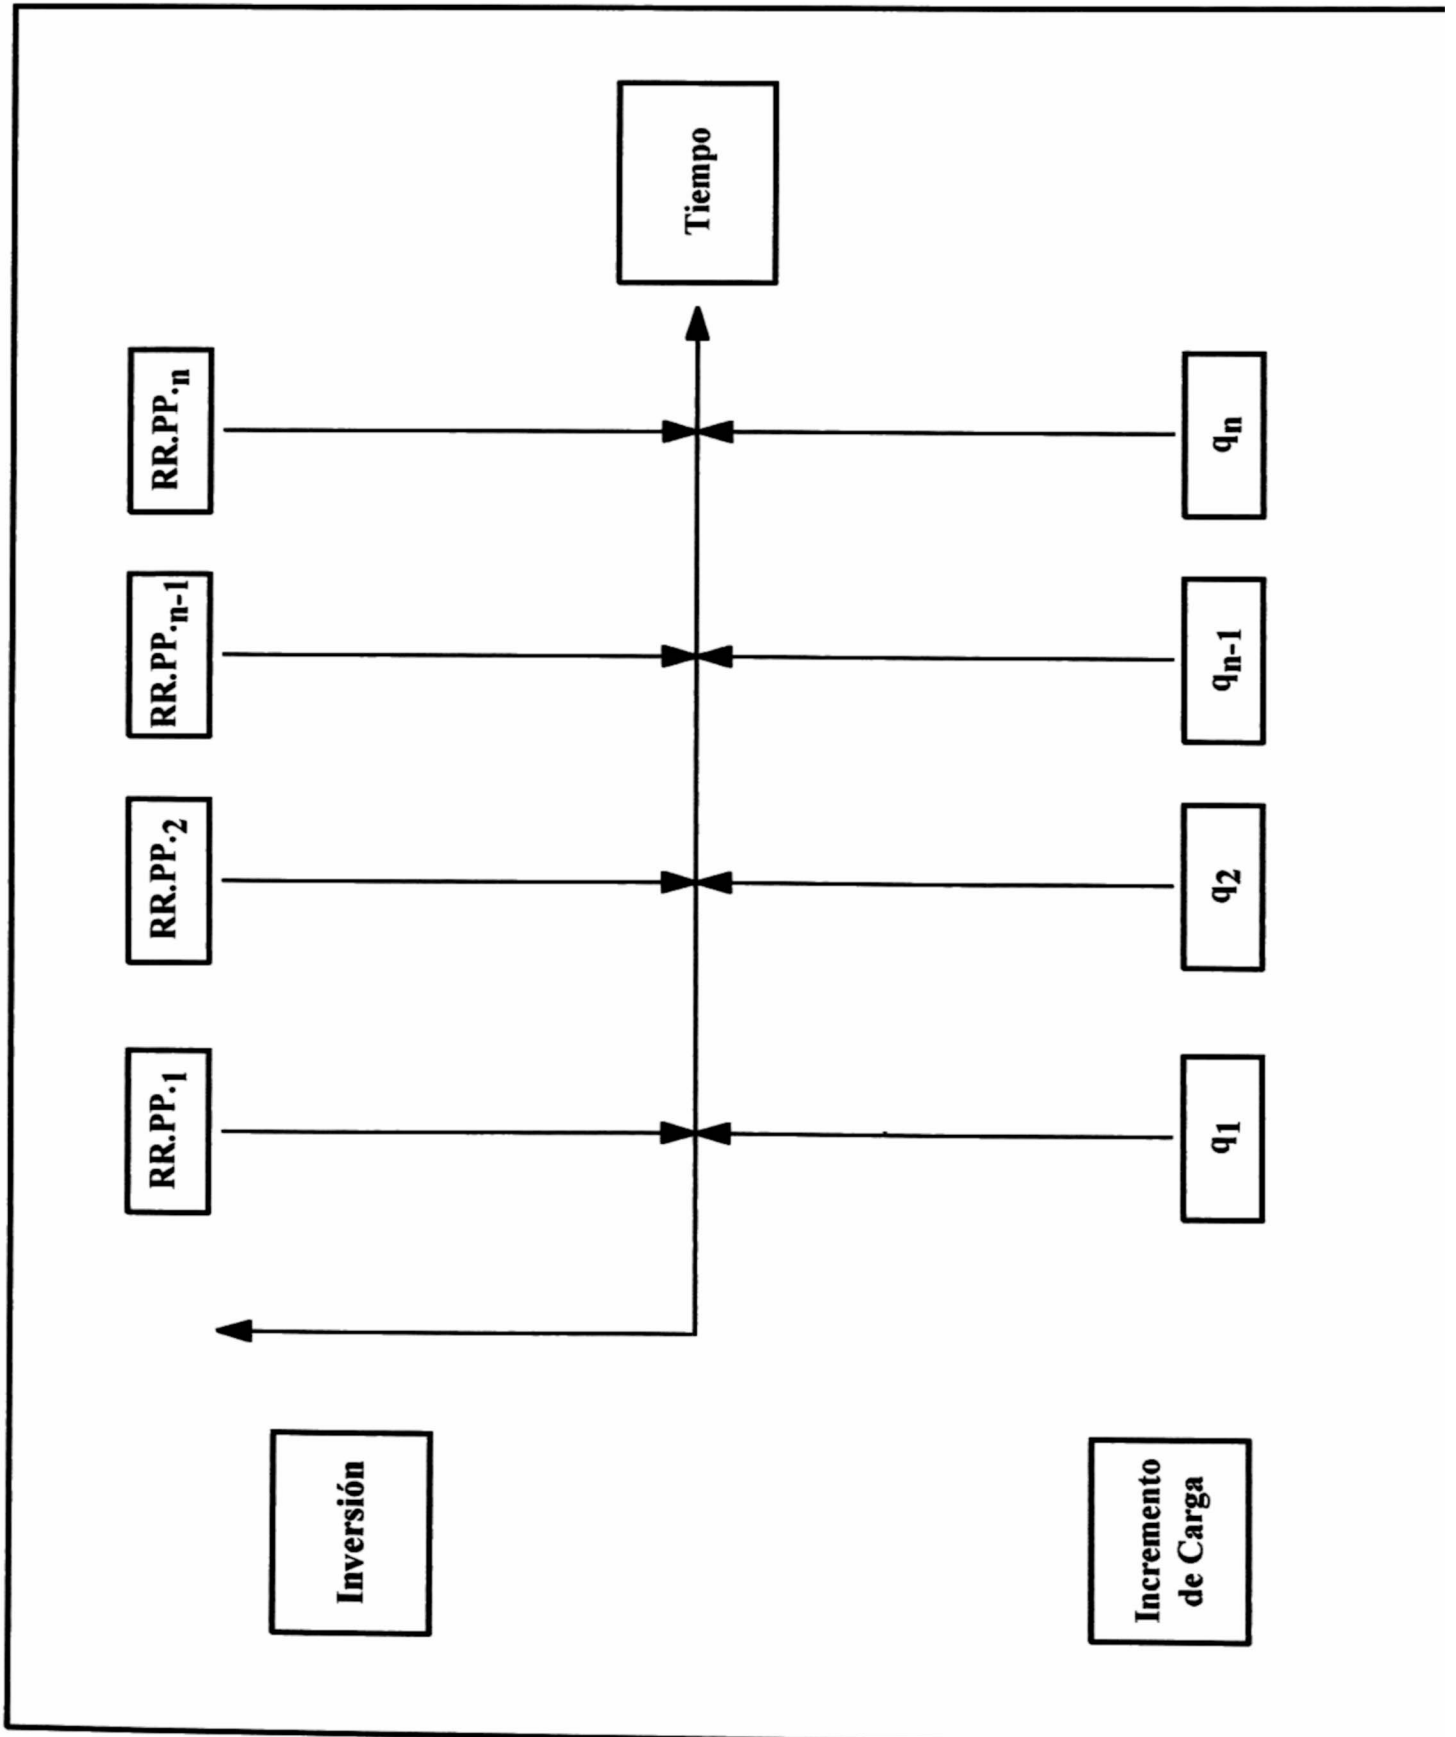 RR.PP.1
RR.PP.2
RR.PP.n-1
RR.PP.n
Inversión
Tiempo
Incremento
de Carga
q1
q2
qn-1
qn